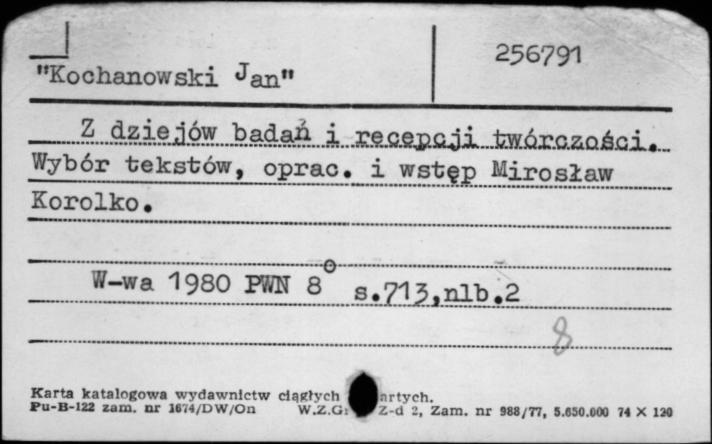 256791
"Kochanowski Jan"
Z dziejów badań i recepcji twórczości.
Wybór tekstów, oprac. i wstęp Mirosław
Korolko.
W-wa 1980 PWN 8° s.713,nlb.2
8
Karta katalogowa wydawnictw ciągłych artych.
Pu-B-122 zam. nr 1674/DW/On W.Z.G. Z-d 2, Zam. nr 988/77, 5.650.000 74 X 120